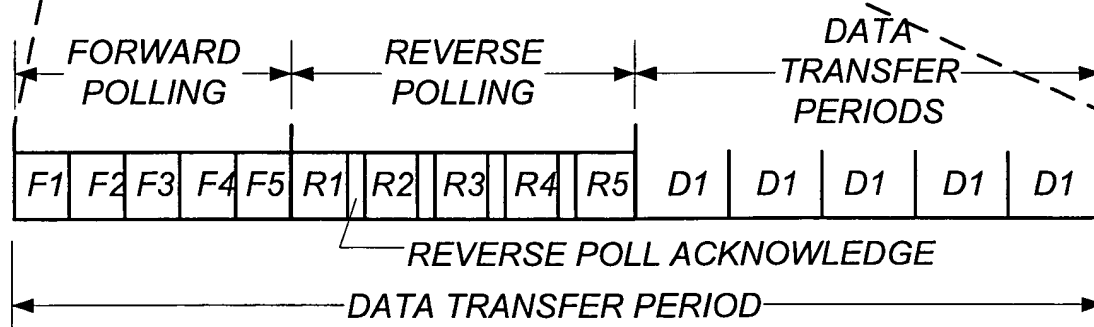 FORWARD
POLLING
REVERSE
POLLING
DATA
TRANSFER
PERIODS
F1 F2 F3 F4 F5 R1 R2 R3 R4 R5 D1 D1 D1 D1 D1
REVERSE POLL ACKNOWLEDGE
DATA TRANSFER PERIOD